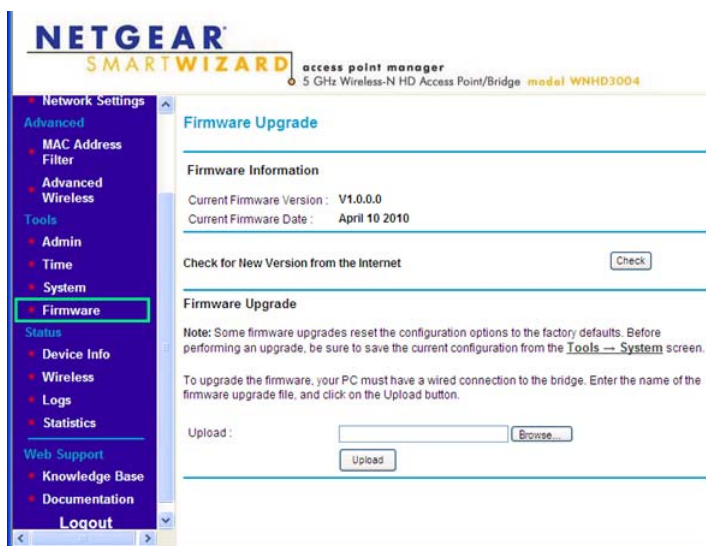 NETGEAR
SMARTWIZARD
access point manager
5 GHz Wireless-N HD Access Point/Bridge model WNHD3004
Network Settings
Advanced
MAC Address
Filter
Advanced
Wireless
Tools
Admin
Time
System
Firmware
Status
Device Info
Wireless
Logs
Statistics
Web Support
Knowledge Base
Documentation
Logout
Firmware Upgrade
Firmware Information
Current Firmware Version : V1.0.0.0
Current Firmware Date : April 10 2010
Check for New Version from the Internet
Check
Firmware Upgrade
Note: Some firmware upgrades reset the configuration options to the factory defaults. Before
performing an upgrade, be sure to save the current configuration from the Tools → System screen.
To upgrade the firmware, your PC must have a wired connection to the bridge. Enter the name of the
firmware upgrade file, and click on the Upload button.
Upload :
Browse...
Upload